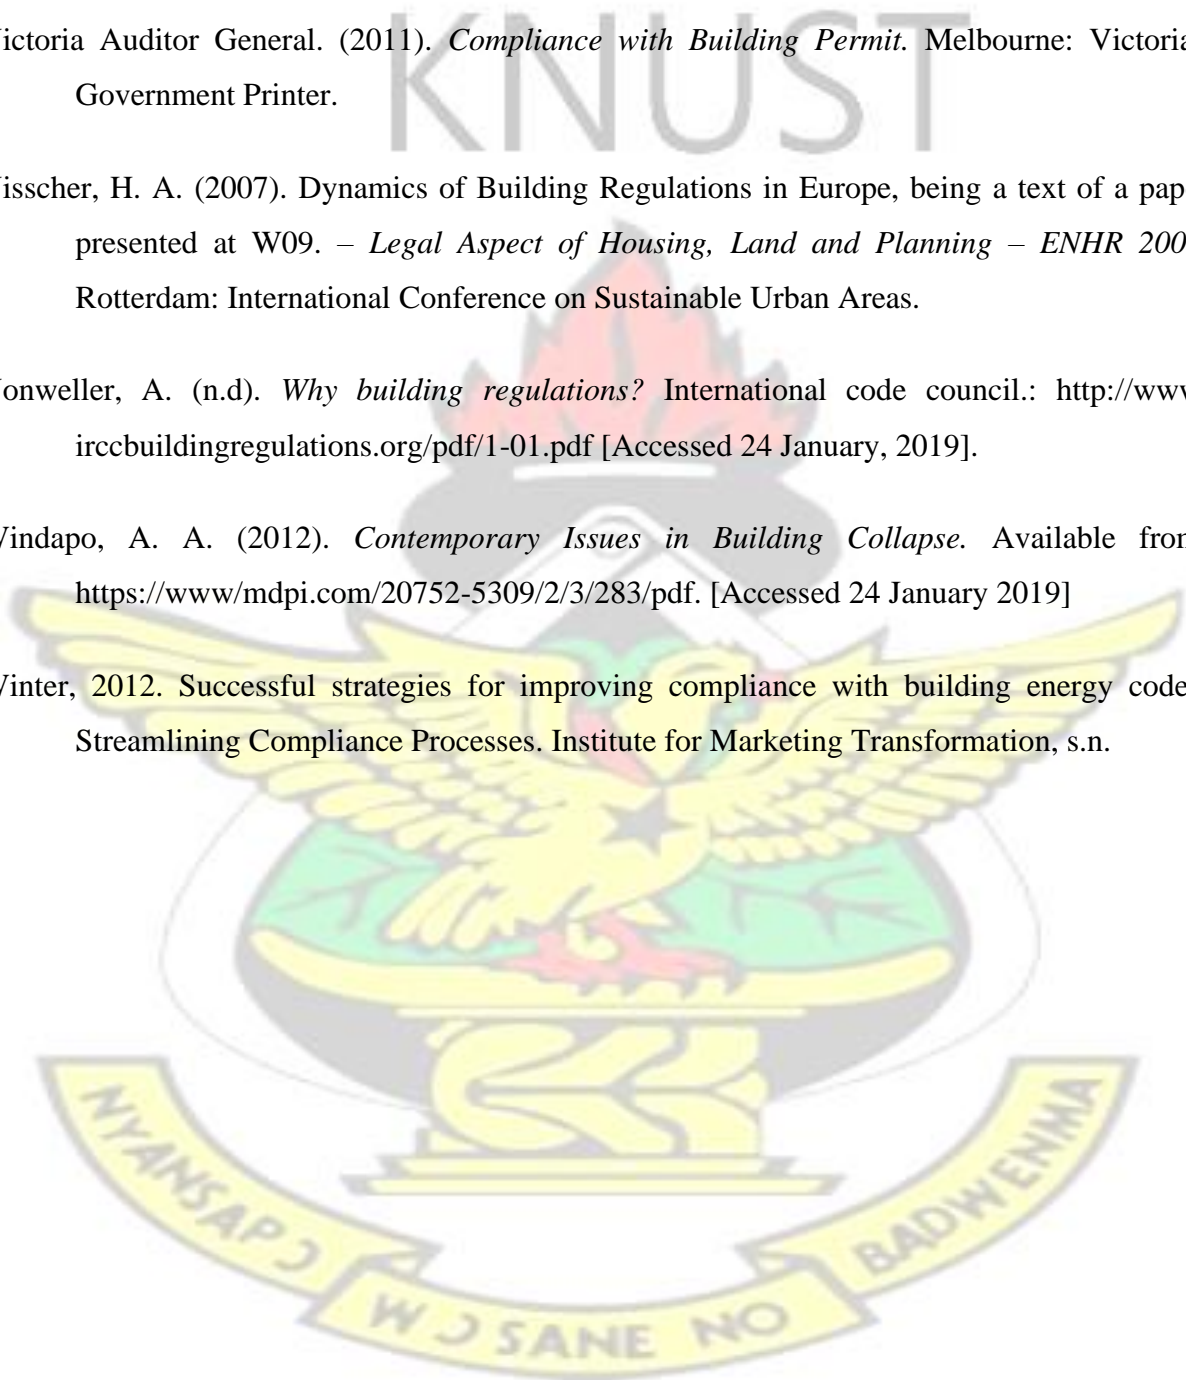 KNUST
ictoria Auditor General. (2011). Compliance with Building Permit. Melbourne: Victoria
Government Printer.
isscher, H. A. (2007). Dynamics of Building Regulations in Europe, being a text of a pap
presented at W09. – Legal Aspect of Housing, Land and Planning – ENHR 200
Rotterdam: International Conference on Sustainable Urban Areas.
onweller, A. (n.d). Why building regulations? International code council.: http://www
irccbuildingregulations.org/pdf/1-01.pdf [Accessed 24 January, 2019].
Vindapo, A. A. (2012). Contemporary Issues in Building Collapse. Available from
https://www/mdpi.com/20752-5309/2/3/283/pdf. [Accessed 24 January 2019]
Vinter, 2012. Successful strategies for improving compliance with building energy code
Streamlining Compliance Processes. Institute for Marketing Transformation, s.n.
NYANSAPƆ
WƆ SANE NO
BADWENMA